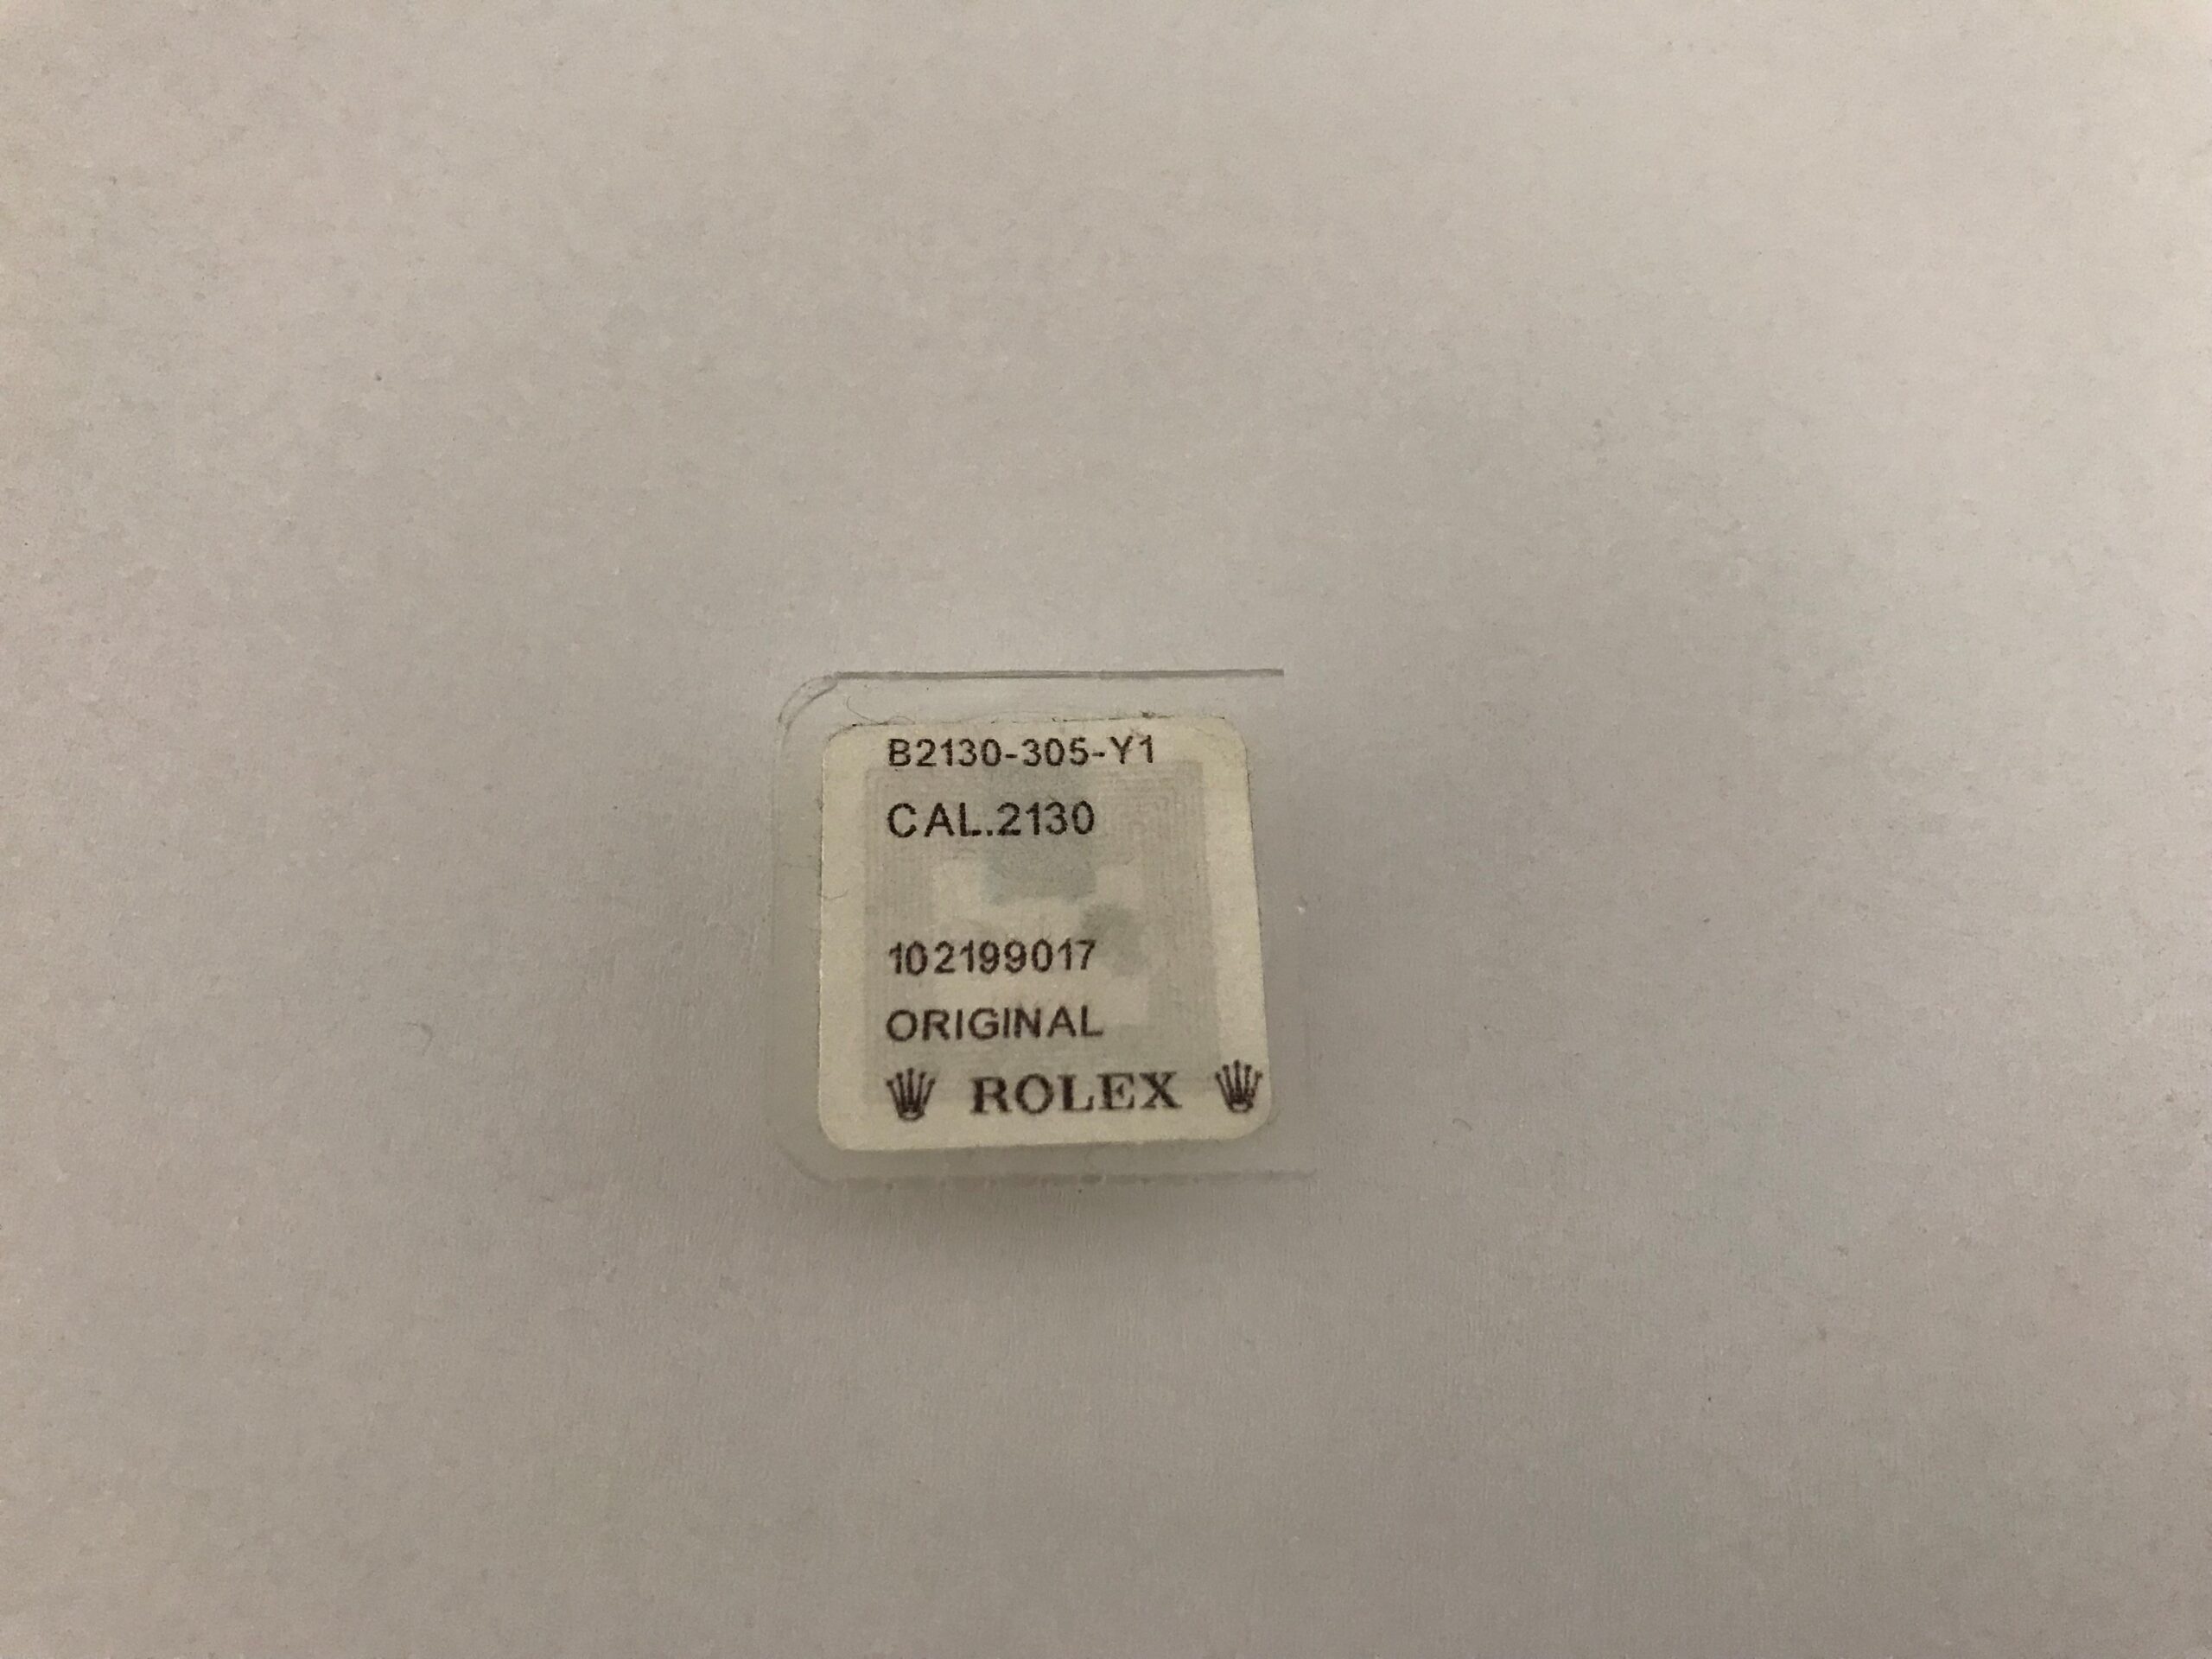 B2130-305-Y1
CAL.2130
102199017
ORIGINAL
ROLEX